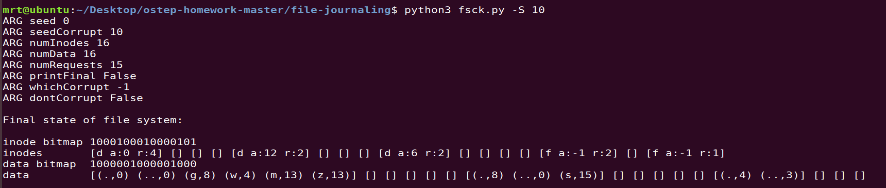 mrt@ubuntu:~/Desktop/ostep-homework-master/file-journaling$ python3 fsck.py -S 10
ARG seed 0
ARG seedCorrupt 10
ARG numInodes 16
ARG numData 16
ARG numRequests 15
ARG printFinal False
ARG whichCorrupt -1
ARG dontCorrupt False

Final state of file system:

inode bitmap 1000100010000101
inodes       [d a:0 r:4] [] [] [] [d a:12 r:2] [] [] [] [d a:6 r:2] [] [] [] [] [f a:-1 r:2] [] [f a:-1 r:1]
data bitmap  1000001000001000
data         [(.,0) (..,0) (g,8) (w,4) (m,13) (z,13)] [] [] [] [] [] [(.,8) (..,0) (s,15)] [] [] [] [] [] [(.,4) (..,3)] [] [] []